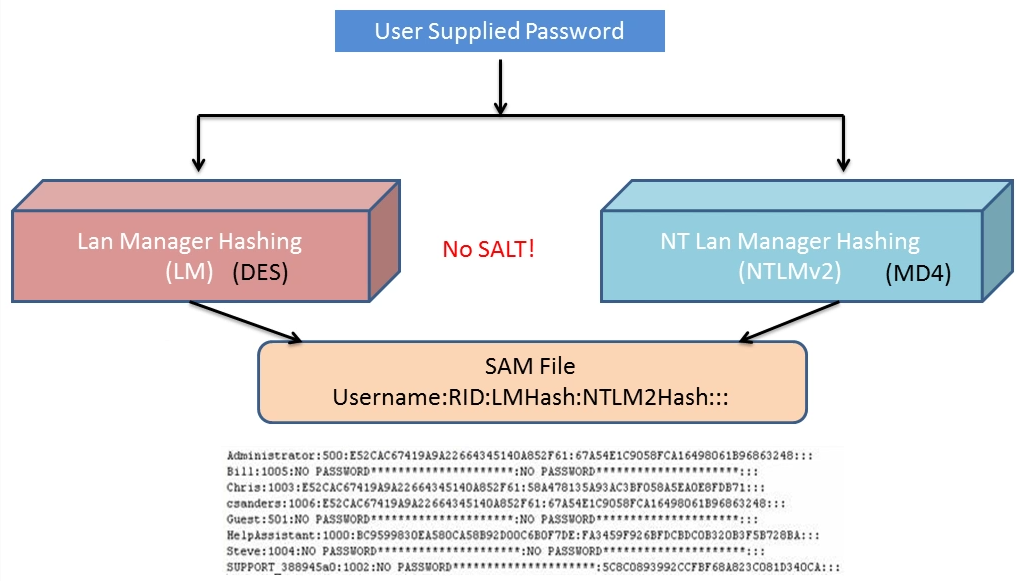 User Supplied Password
Lan Manager Hashing
(LM) (DES)
No SALT!
NT Lan Manager Hashing
(NTLMv2) (MD4)
SAM File
Username:RID:LMHash:NTLM2Hash:::
Administrator:500:E52CAC67419A9A22664345140A852F61:67A54E1C9058FCA16498061B96863248:::
Bill:1005:NO PASSWORD*********************:NO PASSWORD*********************:::
Chris:1003:E52CAC67419A9A22664345140A852F61:58A478135A93AC3BF058A5EA0E8FDB71:::
csanders:1006:E52CAC67419A9A22664345140A852F61:67A54E1C9058FCA16498061B96863248:::
Guest:501:NO PASSWORD*********************:NO PASSWORD*********************:::
HelpAssistant:1000:BC9599830EA580CA58B92D00C6B0F7DE:FA3459F926BFDCBDC0B320B3F5B728BA:::
Steve:1004:NO PASSWORD*********************:NO PASSWORD*********************:::
SUPPORT_388945a0:1002:NO PASSWORD*********************:5C8C0893992CCFBF68A823C081D340CA:::